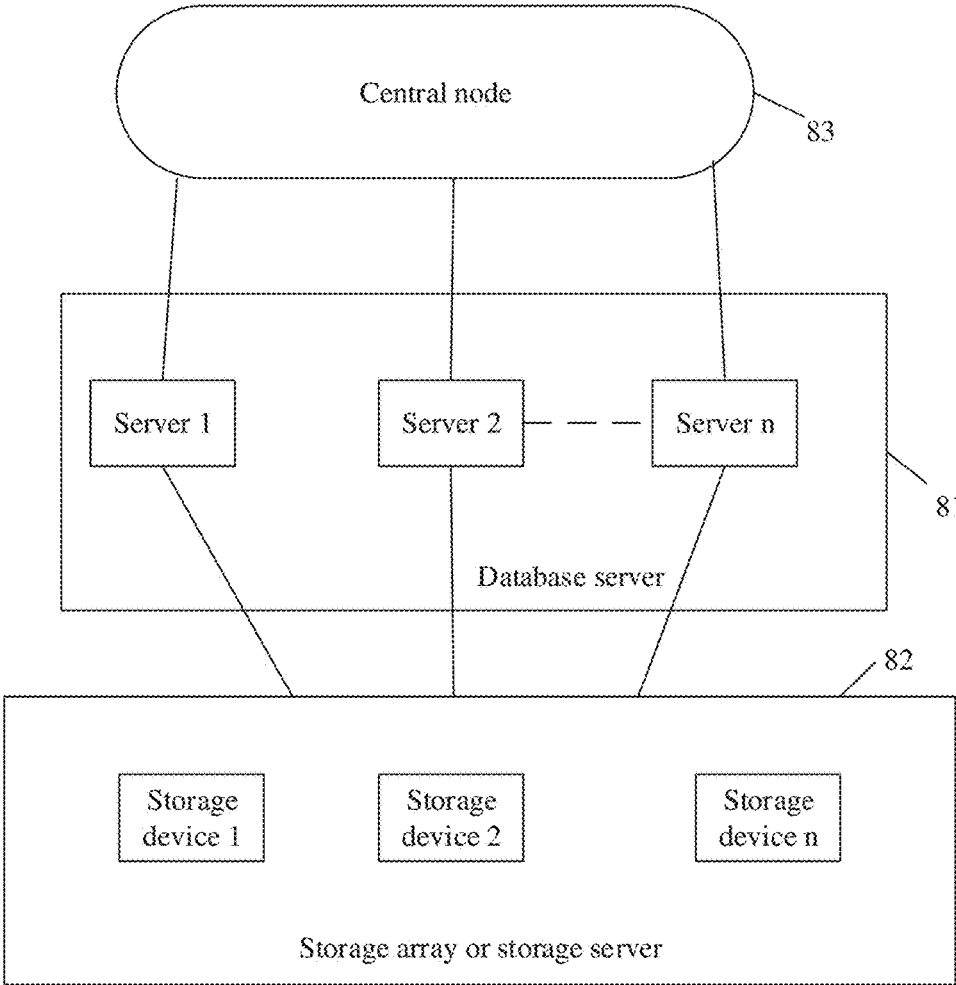 Central node
83
Server 1
Server 2
Server n
81
Database server
82
Storage
device 1
Storage
device 2
Storage
device n
Storage array or storage server